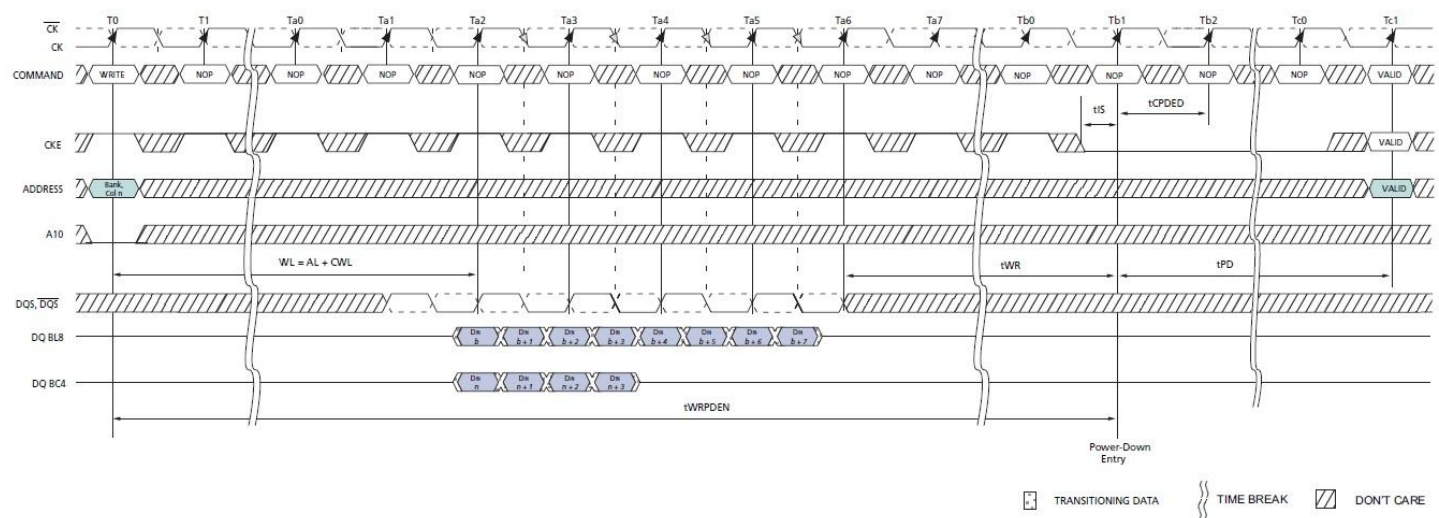 T0 T1 Ta0 Ta1 Ta2 Ta3 Ta4 Ta5 Ta6 Ta7 Tb0 Tb1 Tb2 Tc0 Tc1
CK
CK
COMMAND WRITE NOP NOP NOP NOP NOP NOP NOP NOP NOP NOP NOP NOP NOP VALID
tIS tCPDED
CKE VALID
ADDRESS Bank, Col n VALID
A10
WL = AL + CWL tWR tPD
DQS, DQS
DQ BL8 DIN b DIN b + 1 DIN b + 2 DIN b + 3 DIN b + 4 DIN b + 5 DIN b + 6 DIN b + 7
DQ BC4 DIN n DIN n + 1 DIN n + 2 DIN n + 3
tWRPDEN
Power-Down
Entry
TRANSITIONING DATA TIME BREAK DON'T CARE